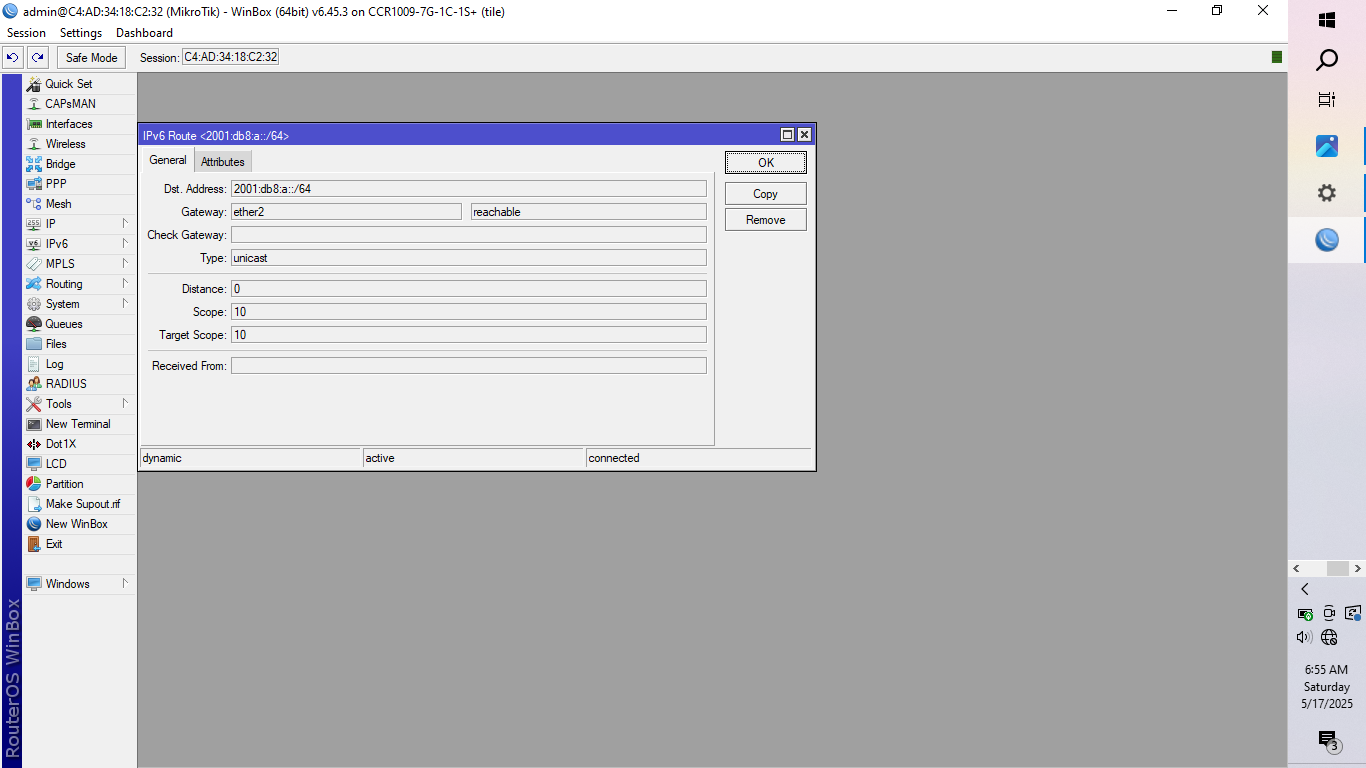 admin@C4:AD:34:18:C2:32 (MikroTik) - WinBox (64bit) v6.45.3 on CCR1009-7G-1C-1S+ (tile)
Session Settings Dashboard
Safe Mode Session: C4:AD:34:18:C2:32
Quick Set
CAPsMAN
Interfaces
Wireless
Bridge
PPP
Mesh
IP
IPv6
MPLS
Routing
System
Queues
Files
Log
RADIUS
Tools
New Terminal
Dot1X
LCD
Partition
Make Supout.rif
New WinBox
Exit
Windows
RouterOS WinBox
IPv6 Route <2001:db8:a::/64>
General Attributes
Dst. Address: 2001:db8:a::/64
Gateway: ether2 reachable
Check Gateway:
Type: unicast
Distance: 0
Scope: 10
Target Scope: 10
Received From:
OK
Copy
Remove
dynamic active connected
6:55 AM
Saturday
5/17/2025
3